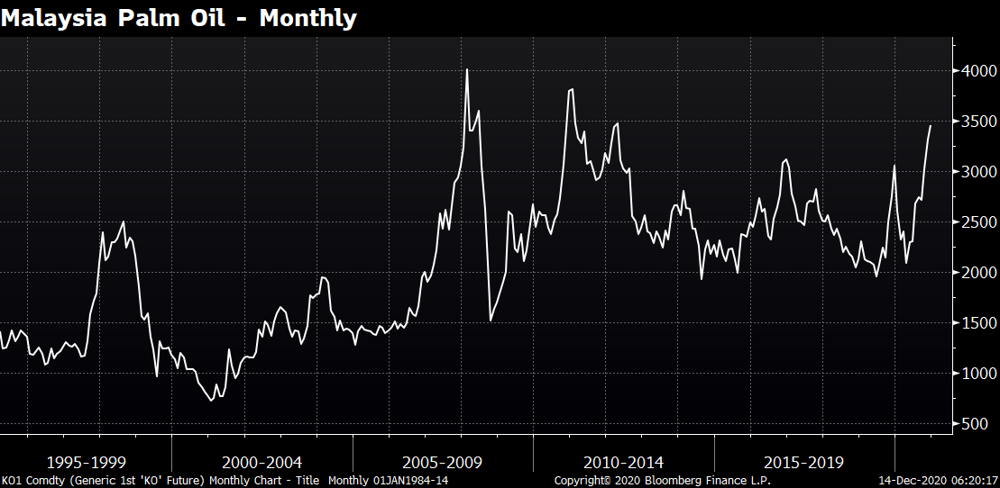 Malaysia Palm Oil - Monthly
4000
3500
3000
2500
2000
1500
1000
500
1995-1999 2000-2004 2005-2009 2010-2014 2015-2019
KO1 Comdty (Generic 1st 'KO' Future) Monthly Chart - Title Monthly 01JAN1984-14 Copyright© 2020 Bloomberg Finance L.P. 14-Dec-2020 06:20:17